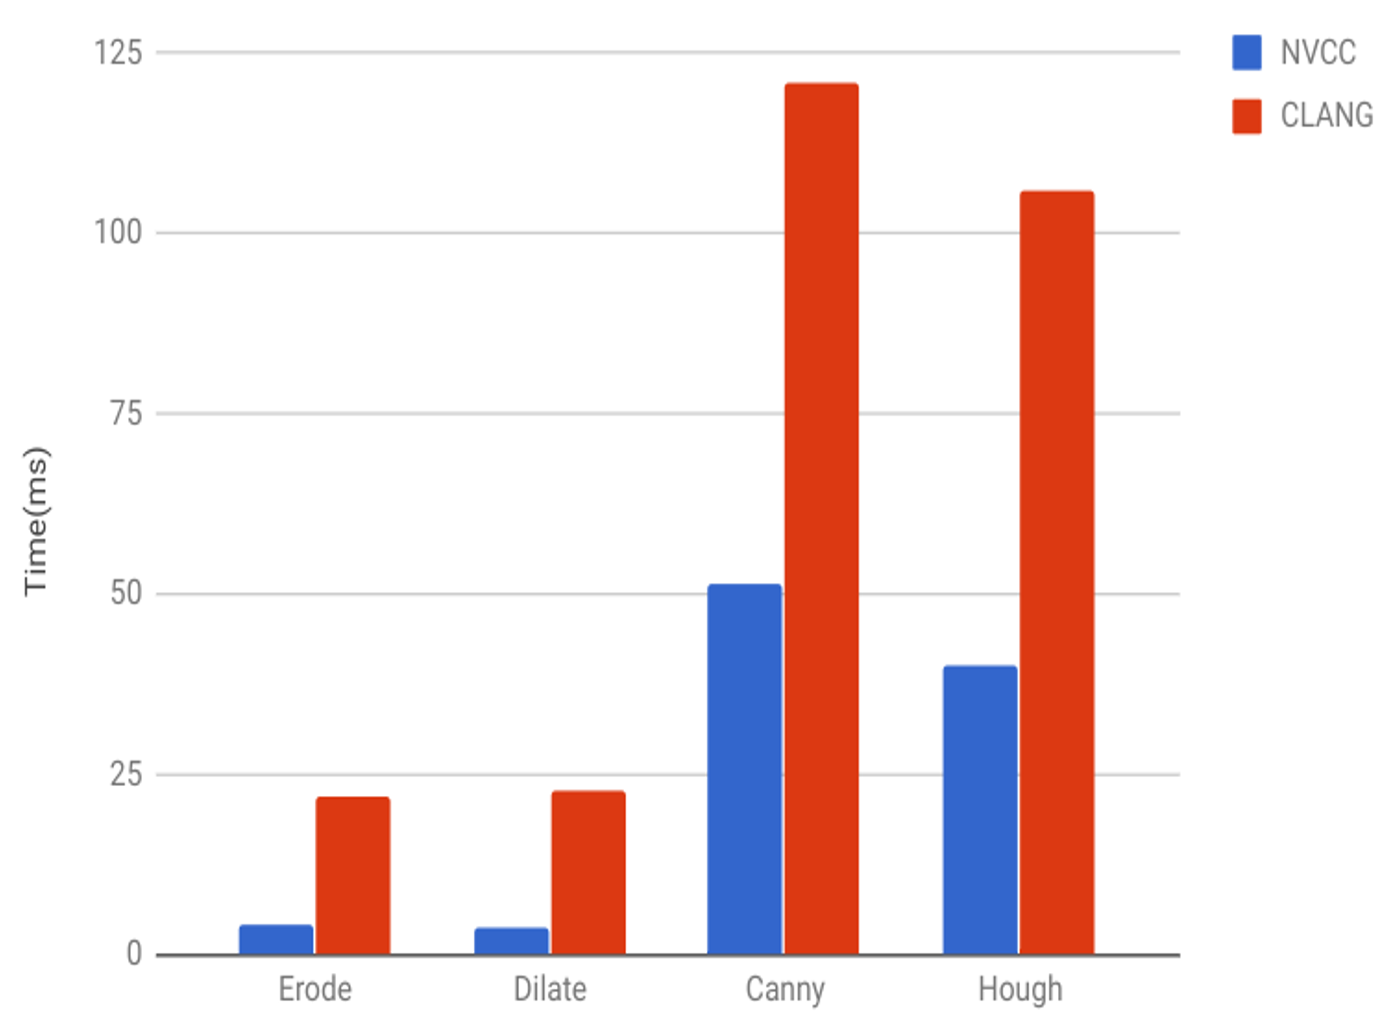 125
100
75
50
25
0
Time(ms)
Erode
Dilate
Canny
Hough
NVCC
CLANG